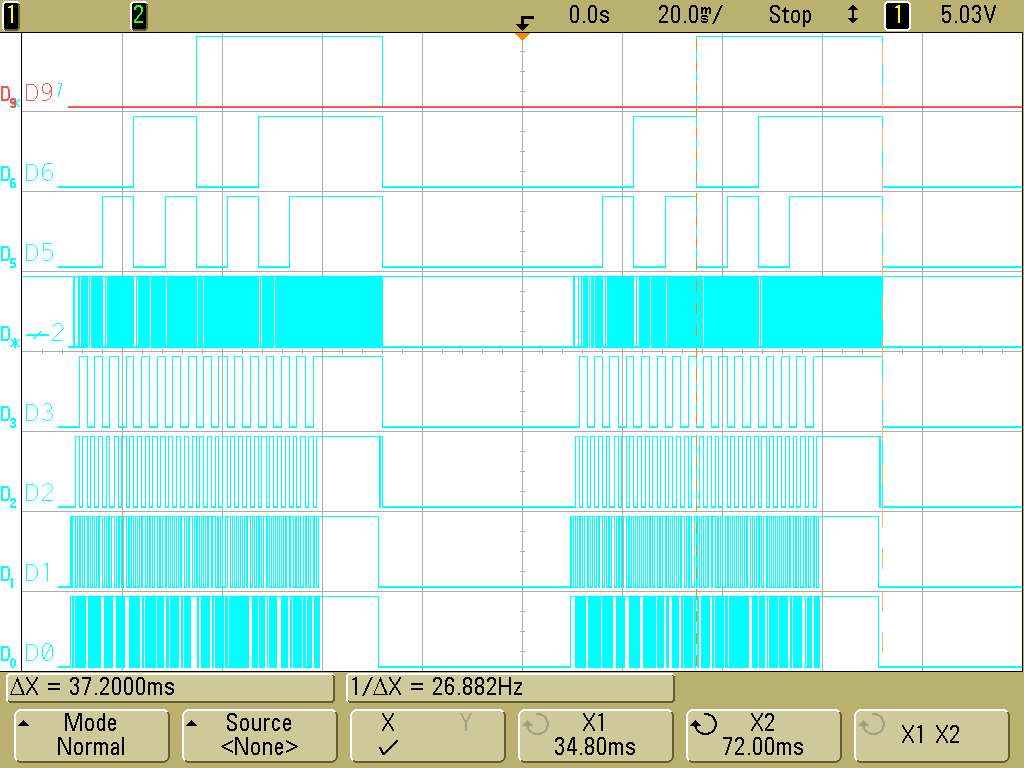 1 2 0.0s 20.0ms/ Stop 1 5.03V
D9 D9
D6 D6
D5 D5
D* 2
D3 D3
D2 D2
D1 D1
D0 D0
ΔX = 37.2000ms 1/ΔX = 26.882Hz
Mode Source X Y X1 X2 X1 X2
Normal <None> 34.80ms 72.00ms